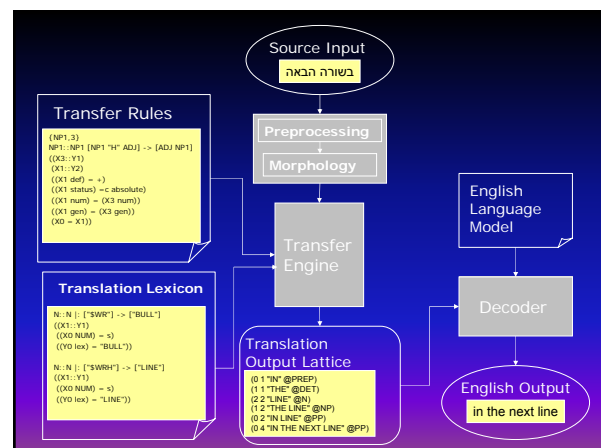 Source Input
בשורה הבאה
Transfer Rules
{NP1,3}
NP1::NP1 [NP1 "H" ADJ] -> [ADJ NP1]
((X3::Y1)
(X1::Y2)
((X1 def) = +)
((X1 status) =c absolute)
((X1 num) = (X3 num))
((X1 gen) = (X3 gen))
(X0 = X1))
Preprocessing
Morphology
English
Language
Model
Transfer
Engine
Translation Lexicon
N::N |: ["$WR"] -> ["BULL"]
((X1::Y1)
((X0 NUM) = s)
((Y0 lex) = "BULL"))
N::N |: ["$WRH"] -> ["LINE"]
((X1::Y1)
((X0 NUM) = s)
((Y0 lex) = "LINE"))
Decoder
Translation
Output Lattice
(0 1 "IN" @PREP)
(1 1 "THE" @DET)
(2 2 "LINE" @N)
(1 2 "THE LINE" @NP)
(0 2 "IN LINE" @PP)
(0 4 "IN THE NEXT LINE" @PP)
English Output
in the next line